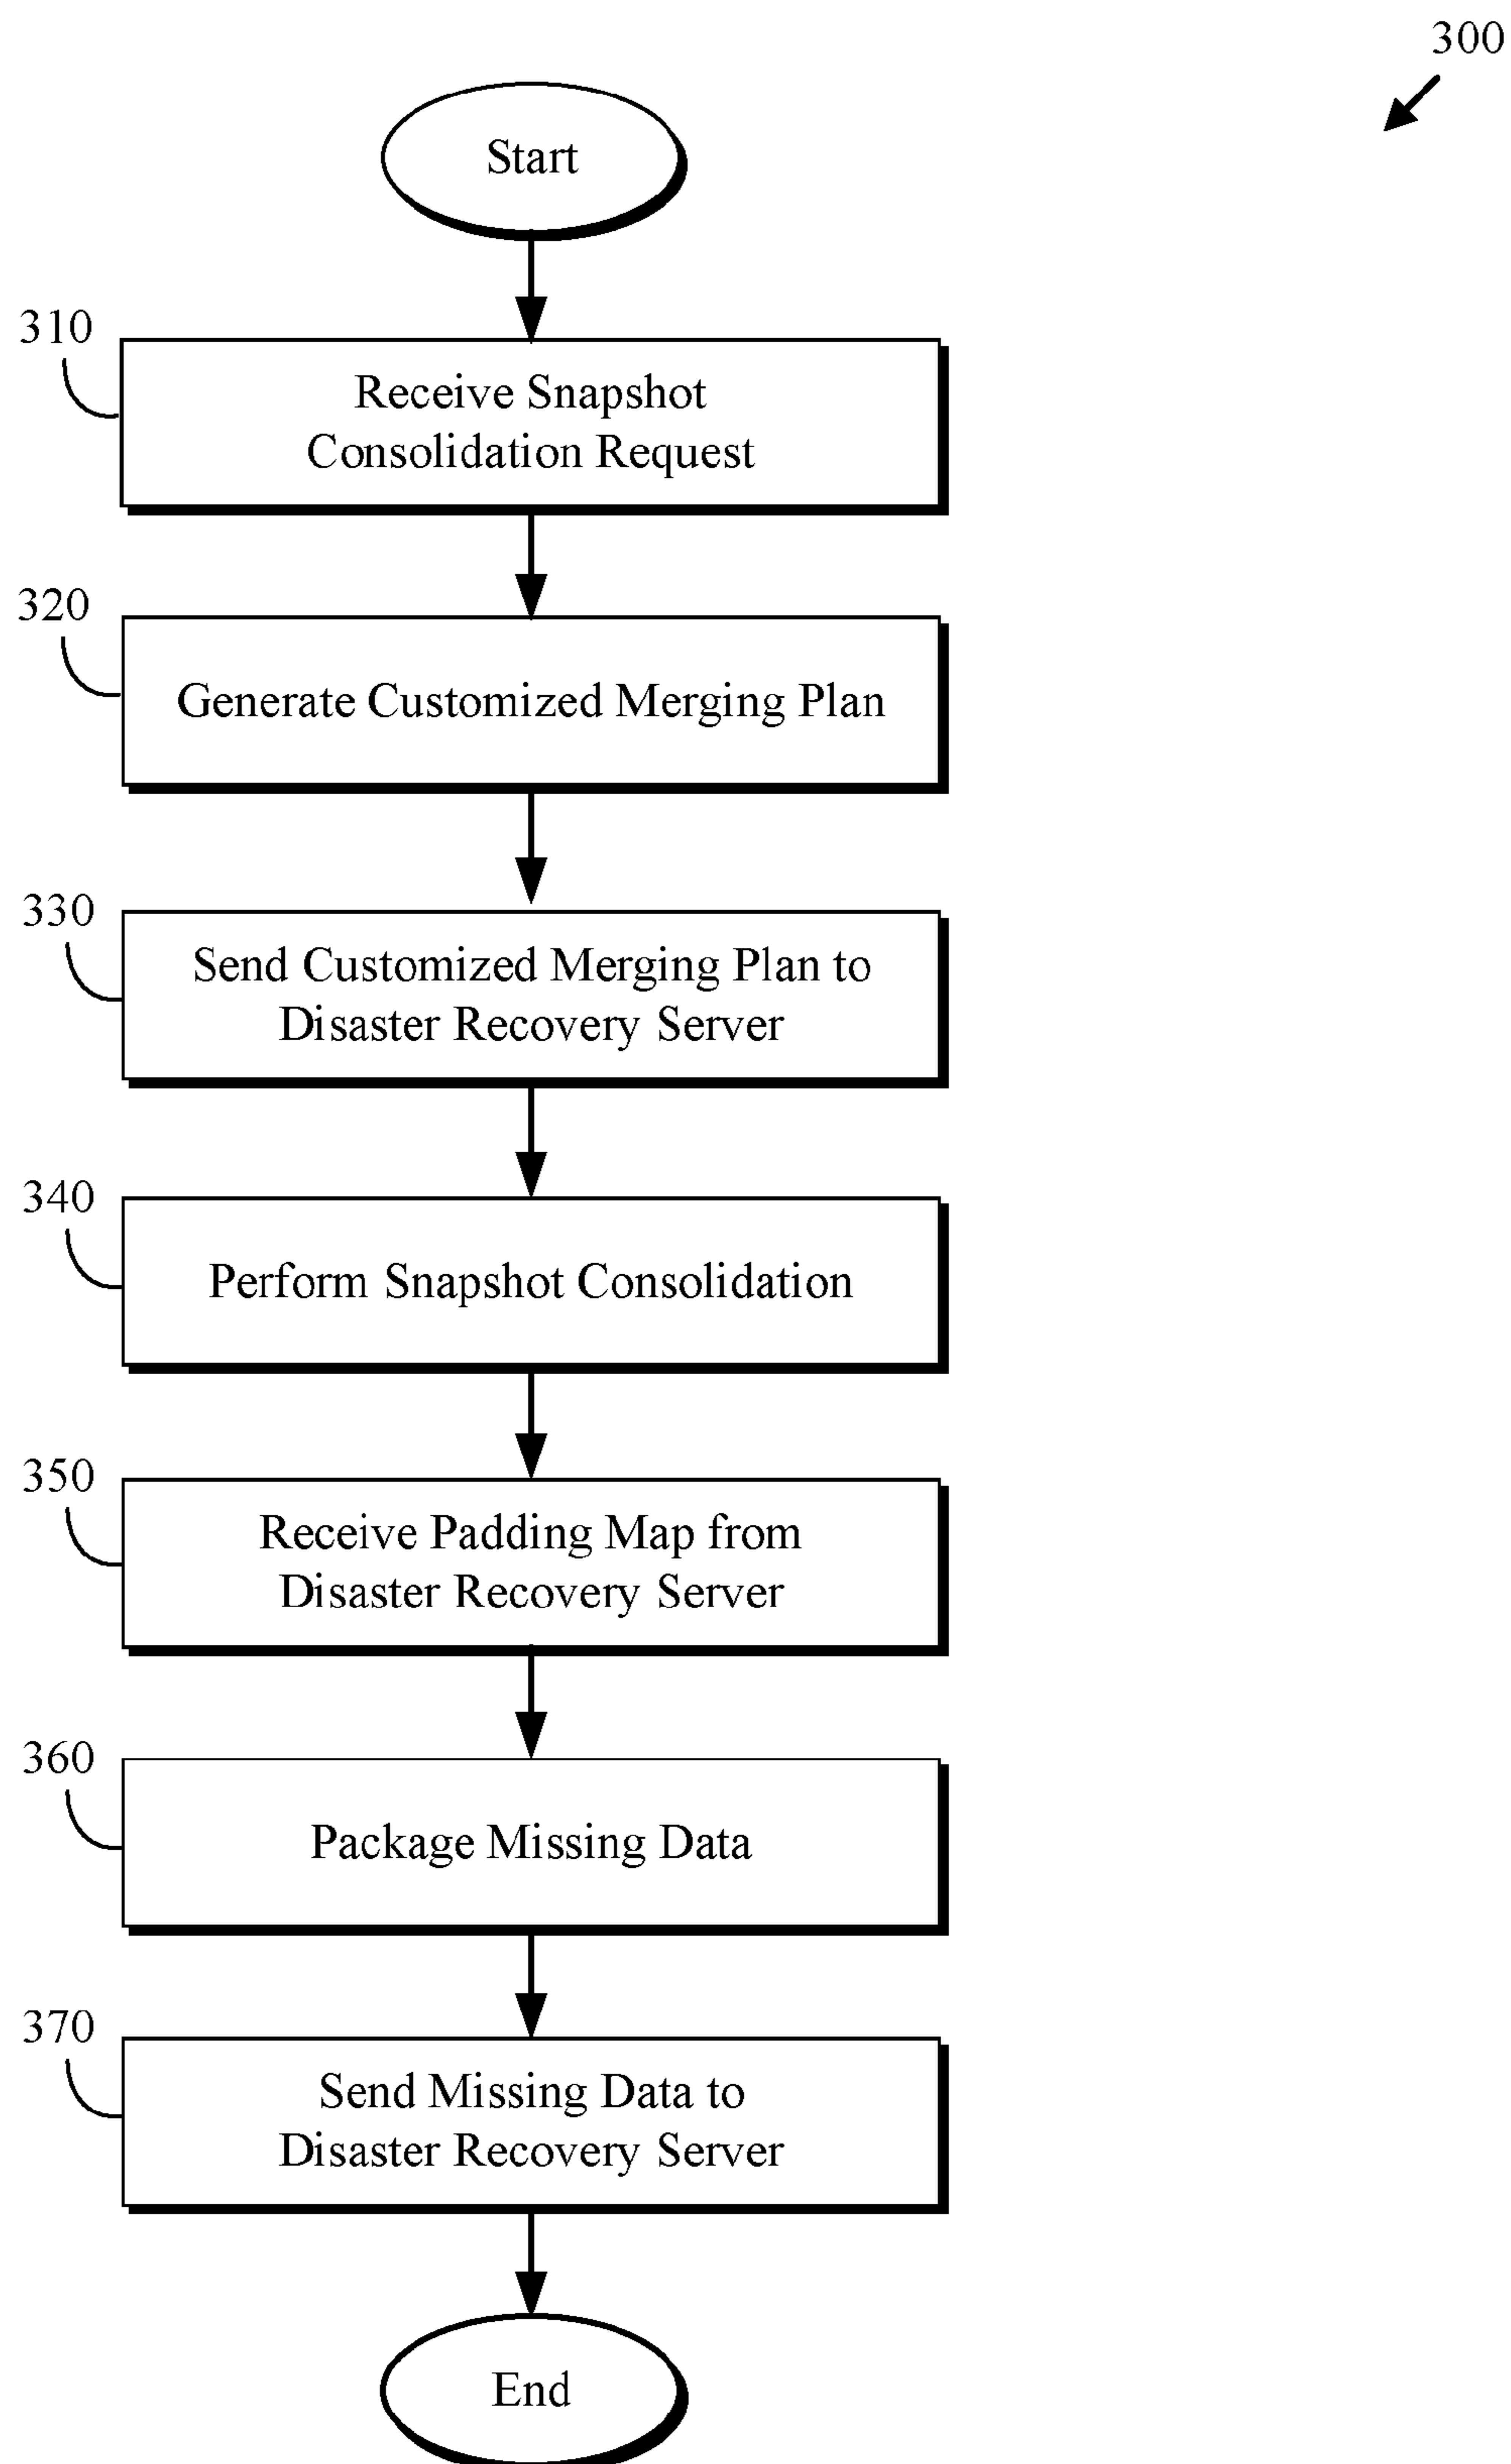 300
Start
310
Receive Snapshot
Consolidation Request
320
Generate Customized Merging Plan
330
Send Customized Merging Plan to
Disaster Recovery Server
340
Perform Snapshot Consolidation
350
Receive Padding Map from
Disaster Recovery Server
360
Package Missing Data
370
Send Missing Data to
Disaster Recovery Server
End